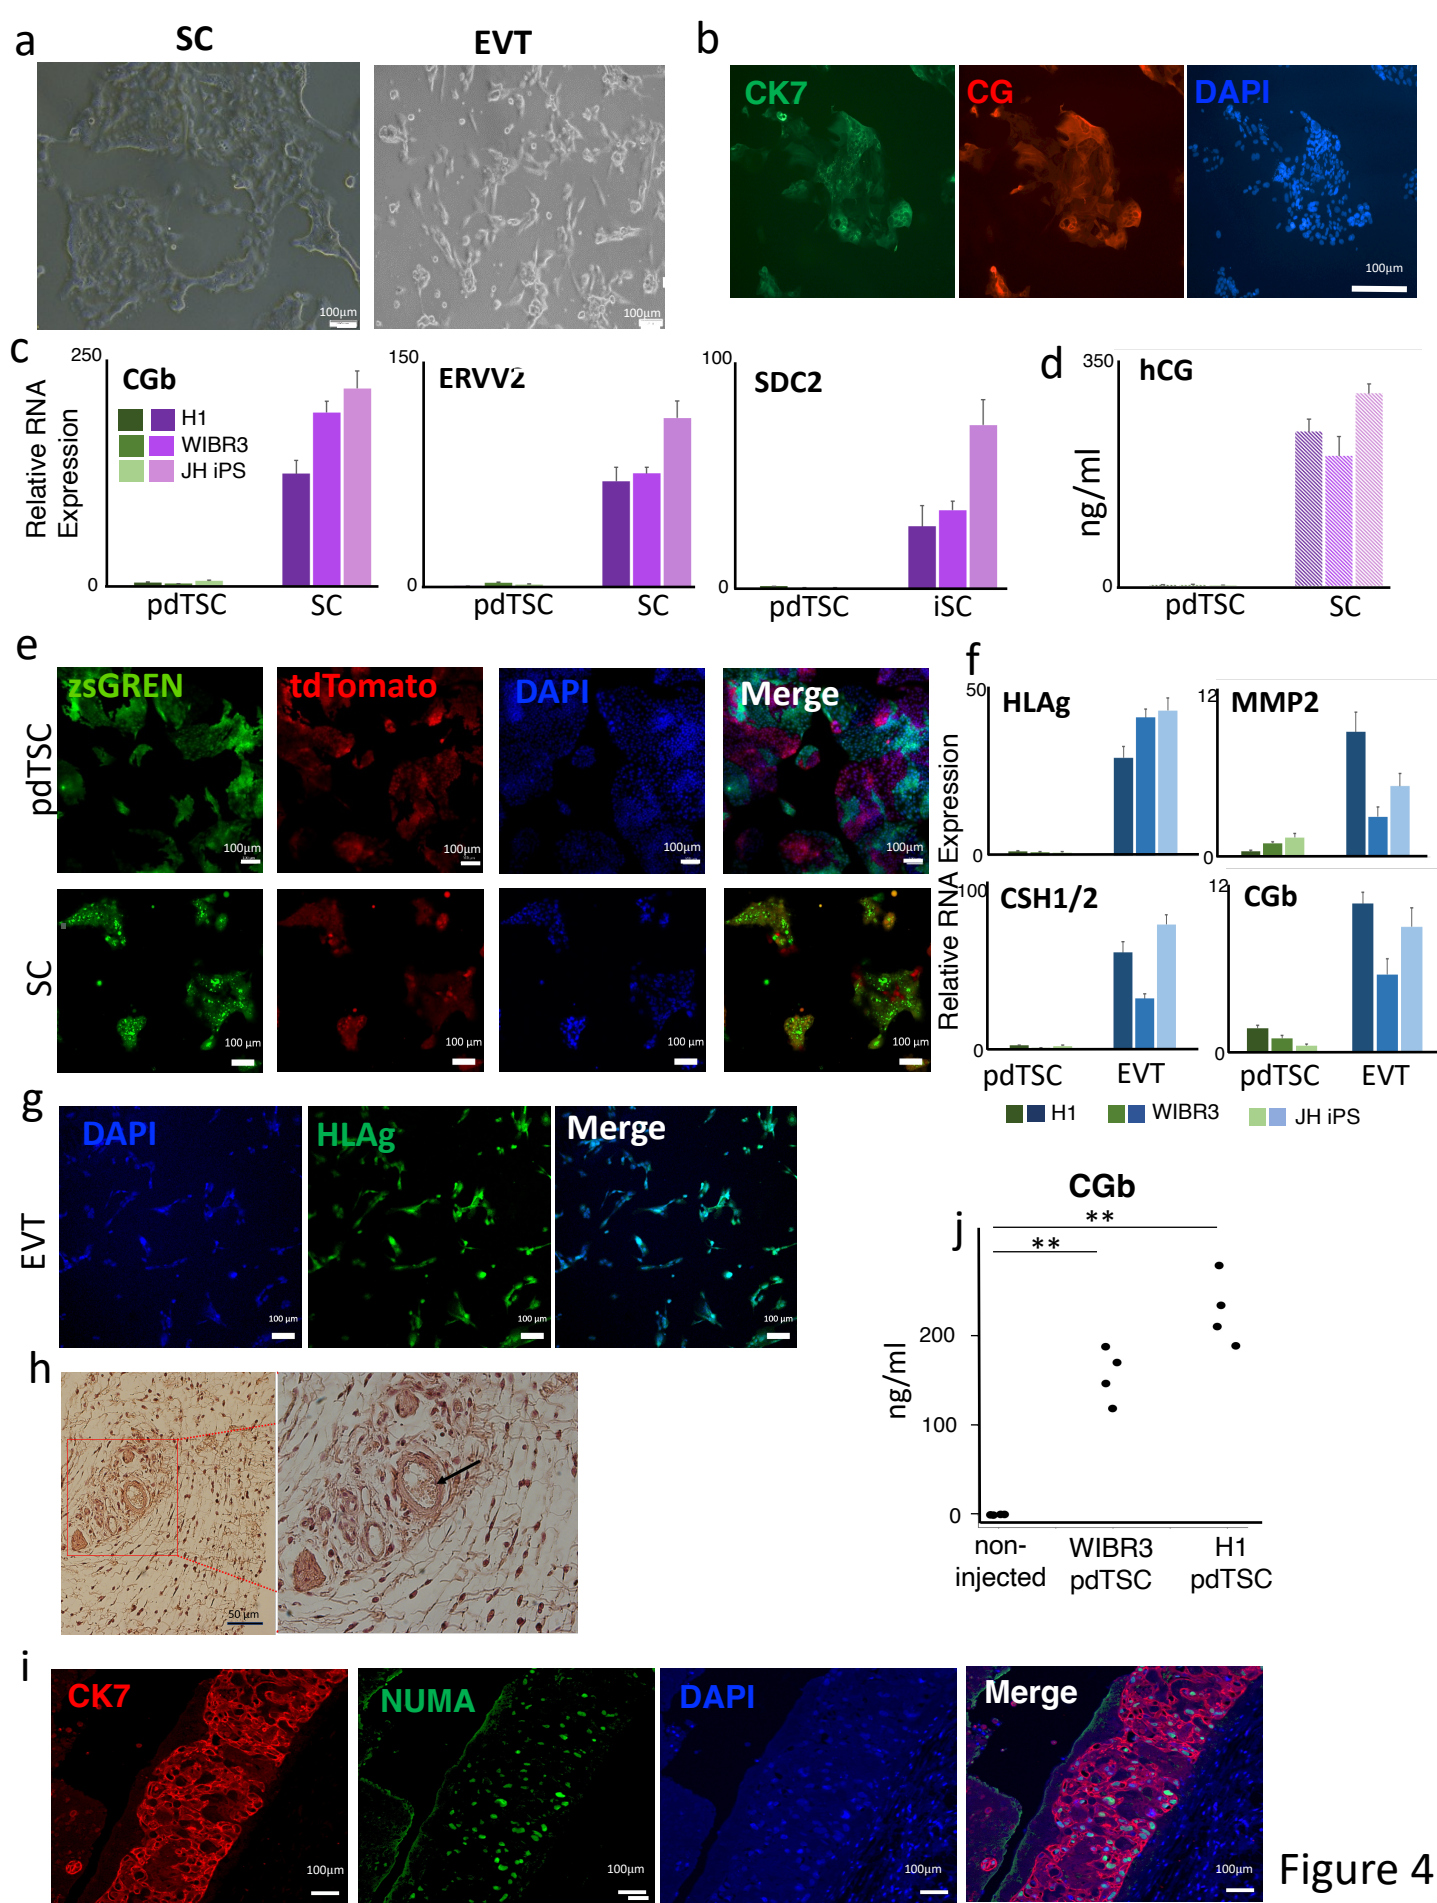 a
SC
EVT
100µm
100µm
b
CK7
CG
DAPI
100µm
c
Relative RNA
Expression
250
0
CGb
H1
WIBR3
JH iPS
pdTSC
SC
150
0
ERVV2
pdTSC
SC
100
0
SDC2
pdTSC
iSC
d
350
0
hCG
ng/ml
pdTSC
SC
e
pdTSC
zsGREN
tdTomato
DAPI
Merge
100µm
100µm
100µm
100µm
SC
100 µm
100 µm
100 µm
100 µm
f
Relative RNA Expression
50
0
HLAg
12
0
MMP2
100
0
CSH1/2
12
0
CGb
pdTSC
EVT
pdTSC
EVT
H1
WIBR3
JH iPS
g
EVT
DAPI
HLAg
Merge
100 µm
100 µm
100 µm
h
50 µm
j
CGb
**
**
ng/ml
200
100
0
non-
injected
WIBR3
pdTSC
H1
pdTSC
i
CK7
NUMA
DAPI
Merge
100µm
100µm
100µm
100µm
Figure 4